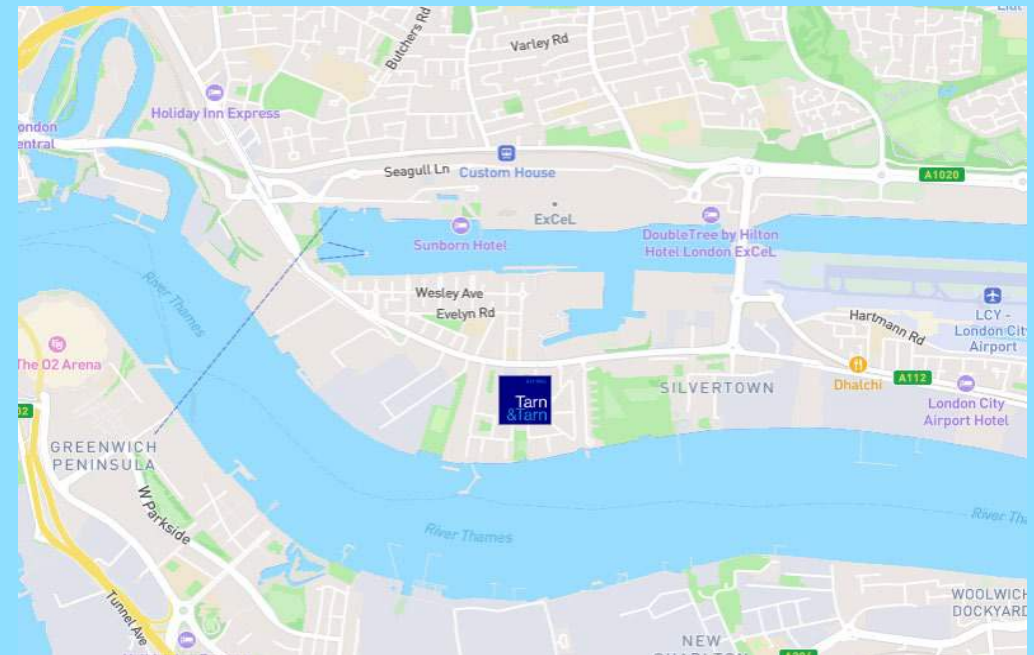 Butchers Rd
Varley Rd
Holiday Inn Express
London
entral
Seagull Ln
Custom House
A1020
ExCeL
Sunborn Hotel
DoubleTree by Hilton
Hotel London ExCeL
River Thames
Wesley Ave
Evelyn Rd
LCY -
London City
Airport
Hartmann Rd
The O2 Arena
Dhalchi
A112
SILVERTOWN
Tarn
&Tarn
London City
Airport Hotel
02
GREENWICH
PENINSULA
W Parkside
River Thames
River Th
WOOLWICH
DOCKYARD
Tunnel Ave
NEW